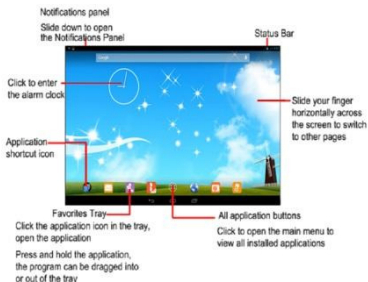 Notifications panel
Slide down to open
the Notifications Panel
Status Bar
Google
Click to enter
the alarm clock
Slide your finger
horizontally across
the screen to switch
to other pages
Application
shortcut icon
Favorites Tray
Click the application icon in the tray,
open the application
Press and hold the application,
the program can be dragged into
or out of the tray
All application buttons
Click to open the main menu to
view all installed applications